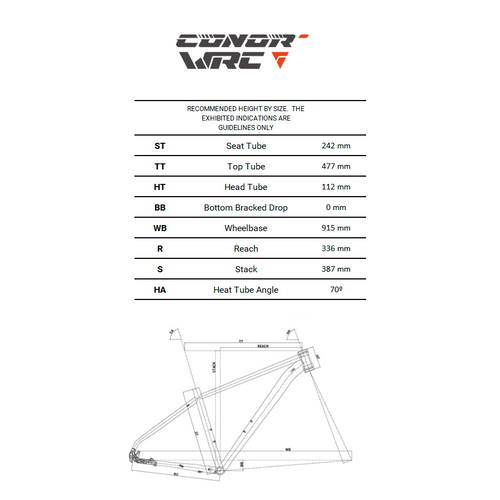 CONOR
WRC
RECOMMENDED HEIGHT BY SIZE. THE
EXHIBITED INDICATIONS ARE
GUIDELINES ONLY
ST Seat Tube 242 mm
TT Top Tube 477 mm
HT Head Tube 112 mm
BB Bottom Bracked Drop 0 mm
WB Wheelbase 915 mm
R Reach 336 mm
S Stack 387 mm
HA Heat Tube Angle 70º
TT
REACH
STACK
WB
BB